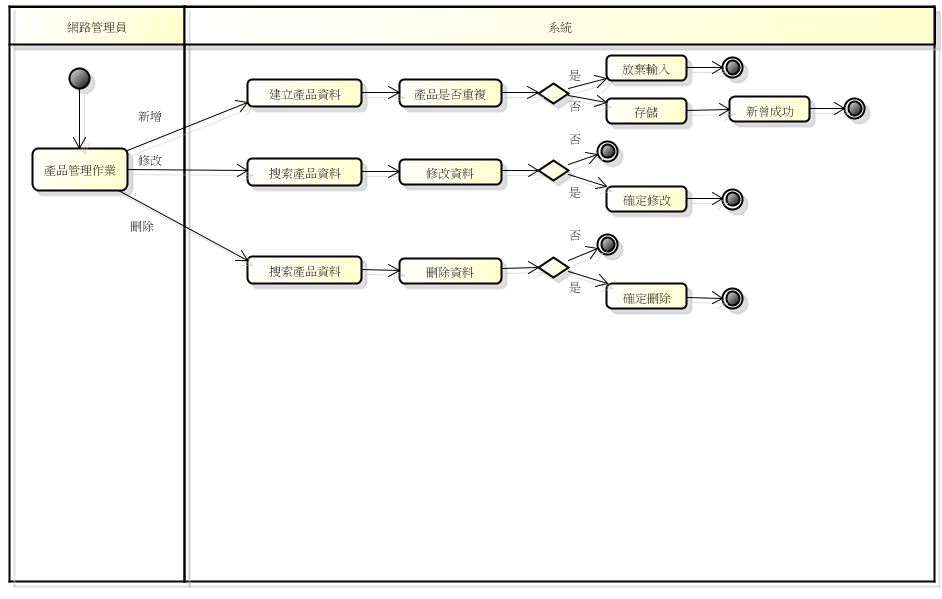 網路管理員
系統
新增
建立產品資料
產品是否重複
是
放棄輸入
否
存儲
新曾成功
產品管理作業
修改
搜索產品資料
修改資料
否
是
確定修改
刪除
搜索產品資料
刪除資料
否
是
確定刪除